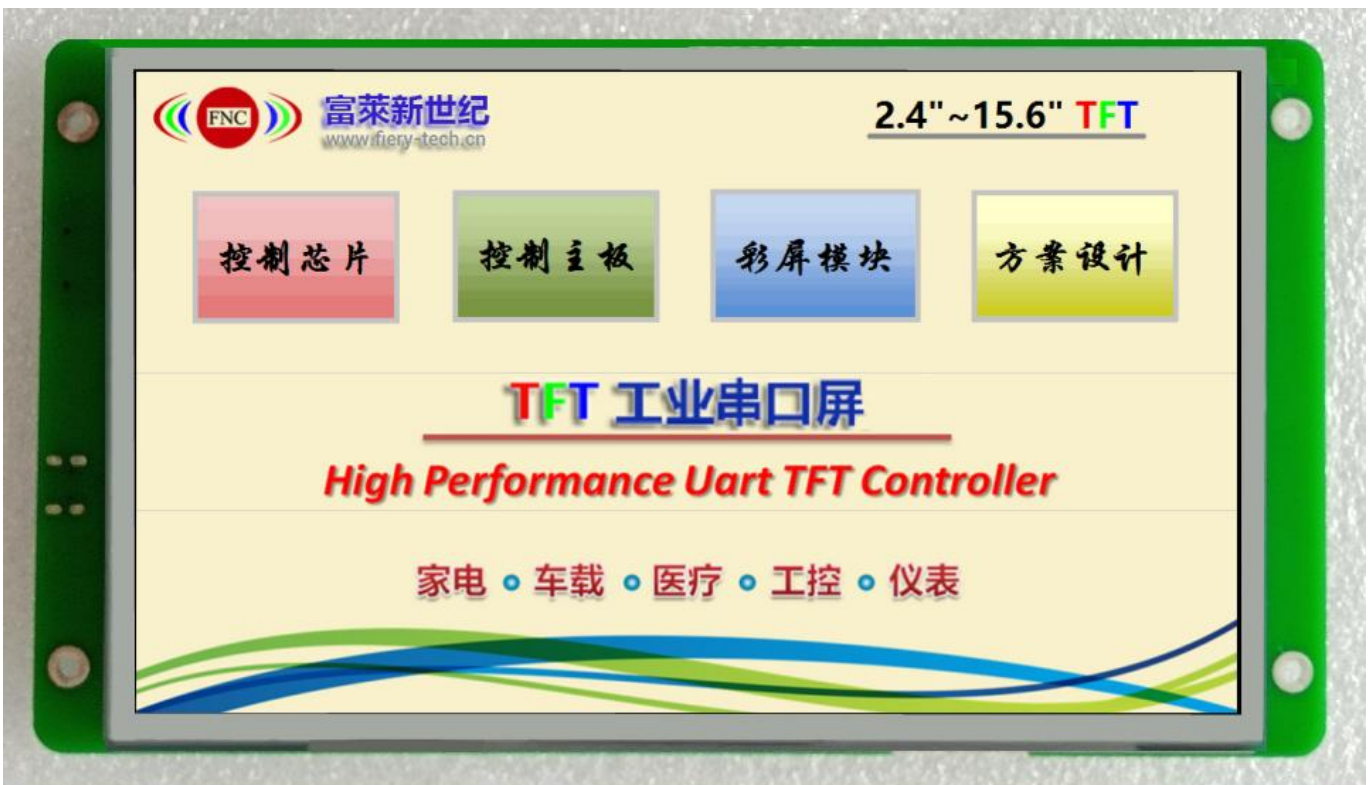 FNC
富莱新世纪
www.fiery-tech.cn
2.4"~15.6" TFT
控制芯片
控制主板
彩屏模块
方案设计
TFT 工业串口屏
High Performance Uart TFT Controller
家电 • 车载 • 医疗 • 工控 • 仪表